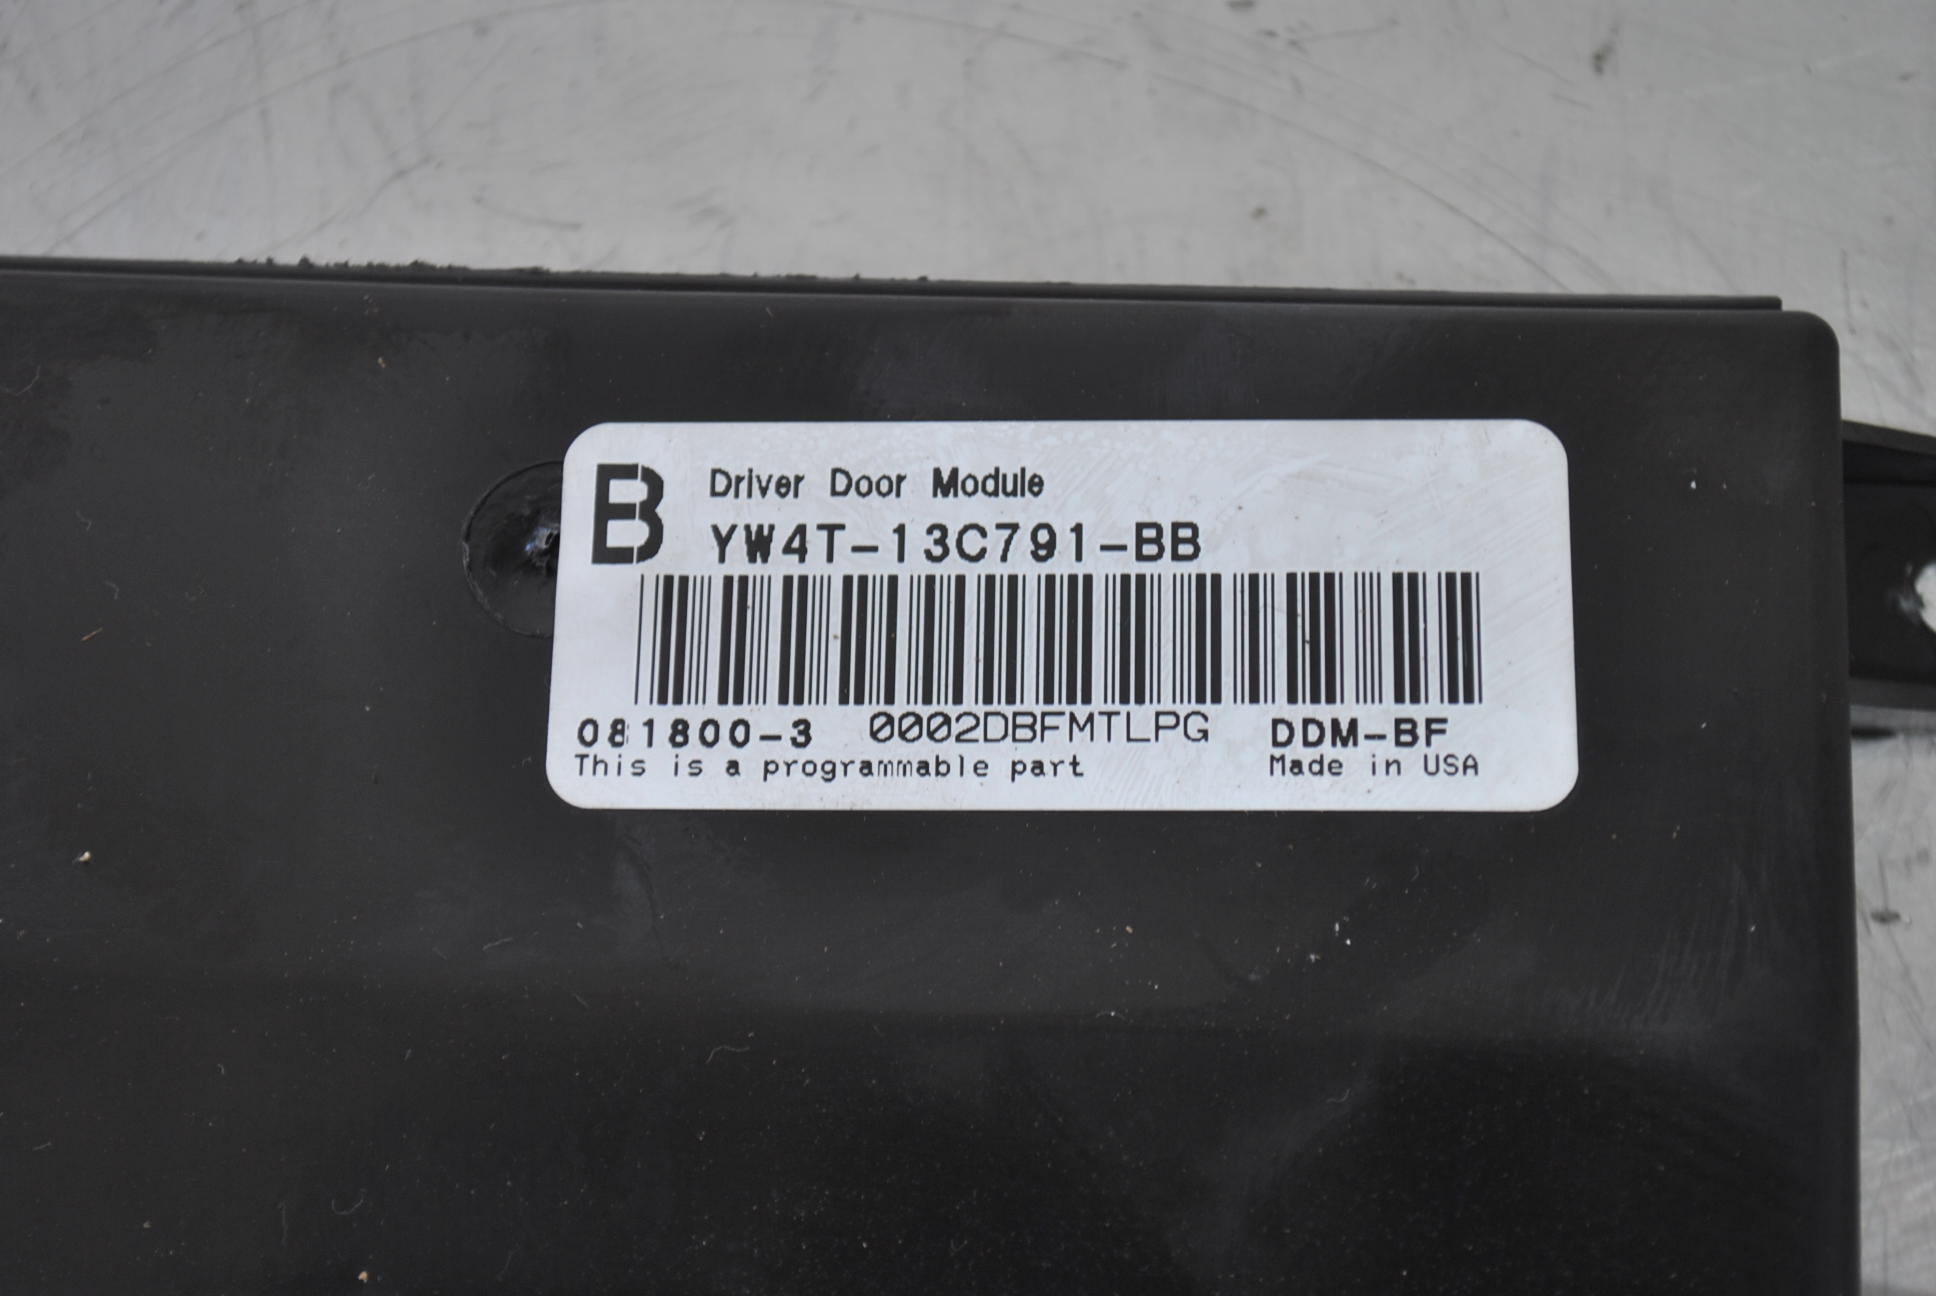 B Driver Door Module
YW4T-13C791-BB
081800-3 0002DBFMTLPG DDM-BF
This is a programmable part Made in USA